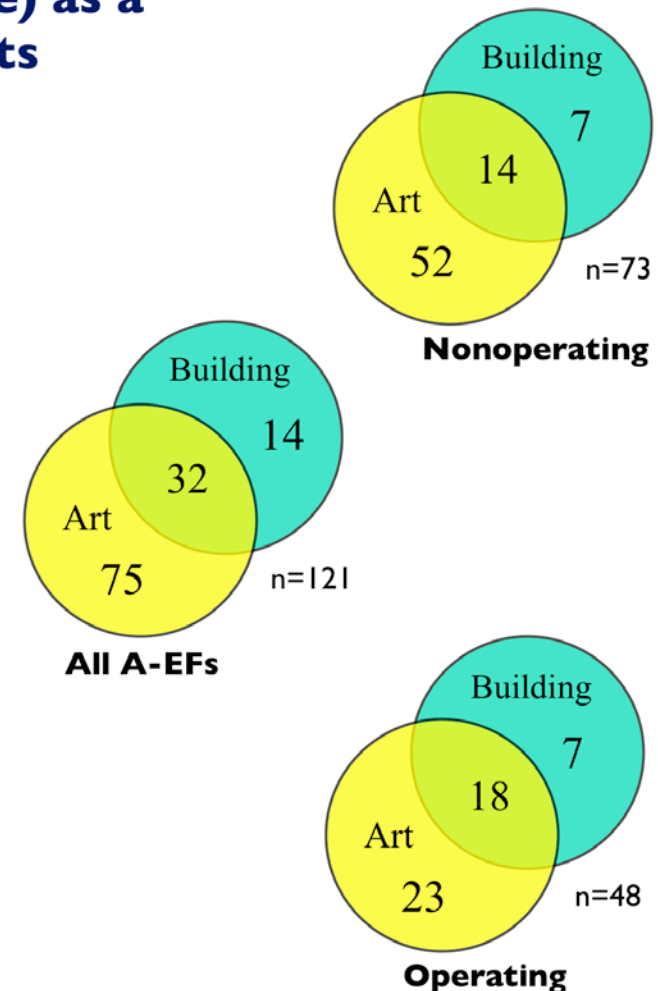 e) as a
ts
Building
7
14
Art
52
n=73
Nonoperating
Building
14
32
Art
75
n=121
All A-EFs
Building
7
18
Art
23
n=48
Operating